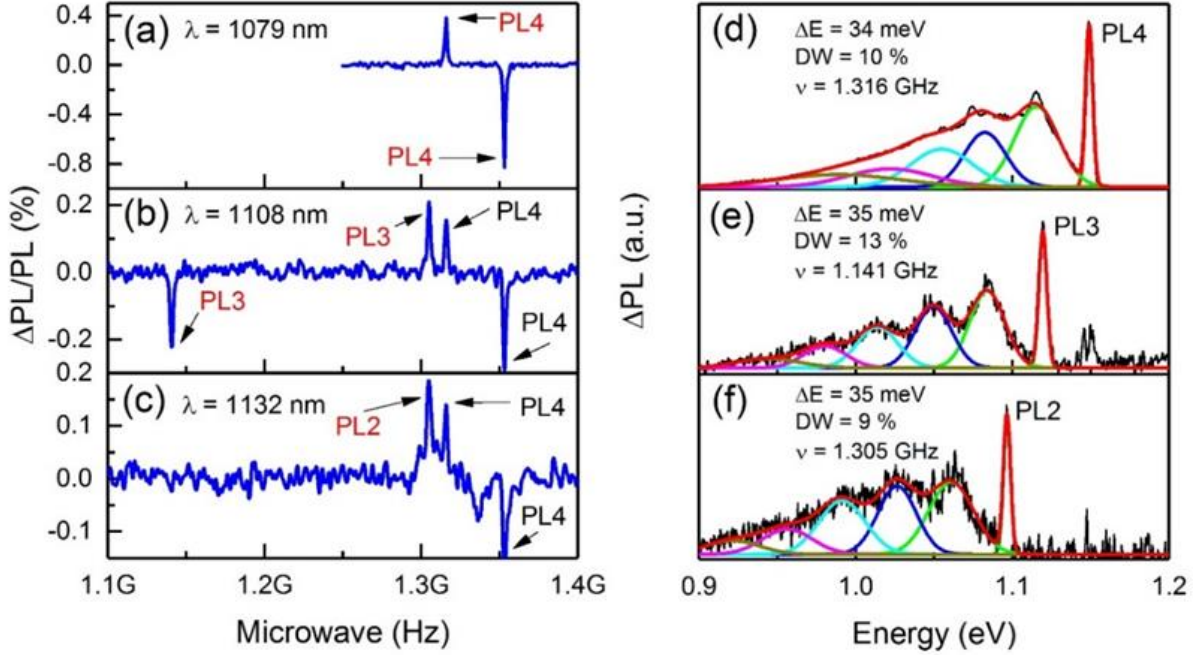 (a) λ = 1079 nm
PL4
PL4
0.4
0.0
-0.4
-0.8
(b) λ = 1108 nm
PL3
PL4
PL3
PL4
0.2
0.0
-0.2
(c) λ = 1132 nm
PL2
PL4
PL4
0.2
0.1
0.0
-0.1
ΔPL/PL (%)
1.1G 1.2G 1.3G 1.4G
Microwave (Hz)
(d)
ΔE = 34 meV
DW = 10 %
ν = 1.316 GHz
PL4
(e)
ΔE = 35 meV
DW = 13 %
ν = 1.141 GHz
PL3
(f)
ΔE = 35 meV
DW = 9 %
ν = 1.305 GHz
PL2
ΔPL (a.u.)
0.9 1.0 1.1 1.2
Energy (eV)